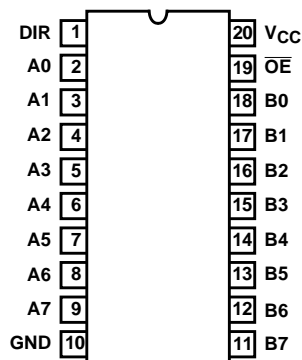 DIR 1 20 VCC
A0 2 19 O̅E̅
A1 3 18 B0
A2 4 17 B1
A3 5 16 B2
A4 6 15 B3
A5 7 14 B4
A6 8 13 B5
A7 9 12 B6
GND 10 11 B7